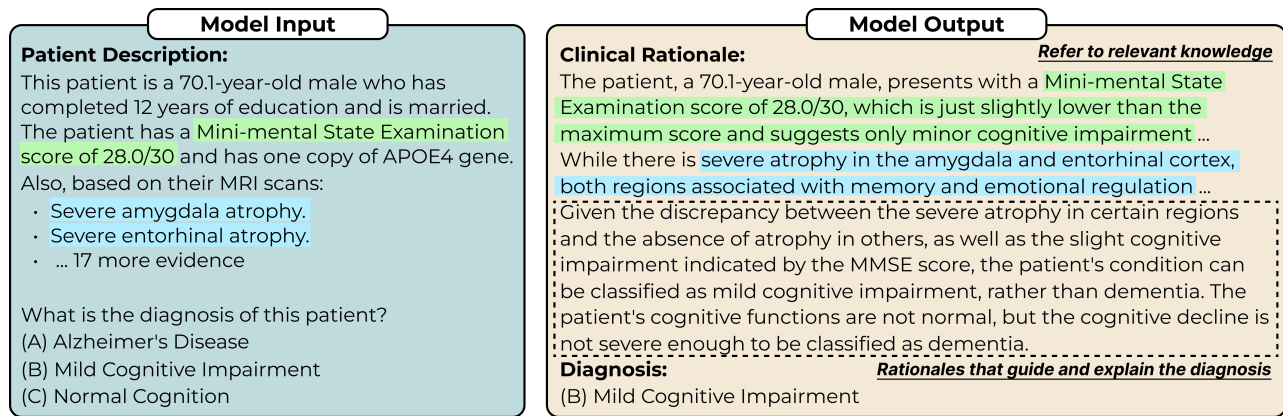 Model Input
Patient Description:
This patient is a 70.1-year-old male who has
completed 12 years of education and is married.
The patient has a Mini-mental State Examination
score of 28.0/30 and has one copy of APOE4 gene.
Also, based on their MRI scans:
• Severe amygdala atrophy.
• Severe entorhinal atrophy.
• ... 17 more evidence
What is the diagnosis of this patient?
(A) Alzheimer's Disease
(B) Mild Cognitive Impairment
(C) Normal Cognition
Model Output
Clinical Rationale:
Refer to relevant knowledge
The patient, a 70.1-year-old male, presents with a Mini-mental State
Examination score of 28.0/30, which is just slightly lower than the
maximum score and suggests only minor cognitive impairment ...
While there is severe atrophy in the amygdala and entorhinal cortex,
both regions associated with memory and emotional regulation ...
Given the discrepancy between the severe atrophy in certain regions
and the absence of atrophy in others, as well as the slight cognitive
impairment indicated by the MMSE score, the patient's condition can
be classified as mild cognitive impairment, rather than dementia. The
patient's cognitive functions are not normal, but the cognitive decline is
not severe enough to be classified as dementia.
Diagnosis:
Rationales that guide and explain the diagnosis
(B) Mild Cognitive Impairment